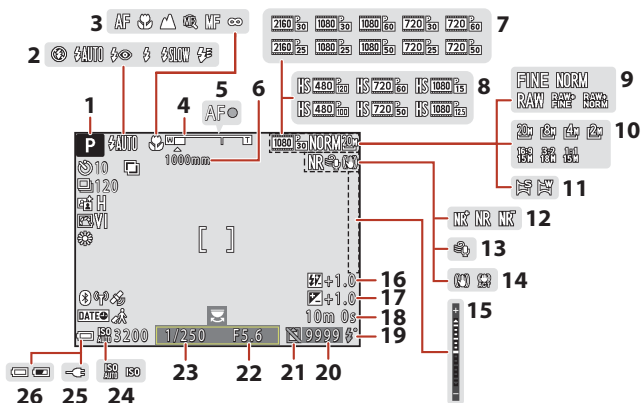 3 AF MF ∞
2 AUTO SLOW
7 2160 P 30 1080 P 30 1080 P 60 720 P 30 720 P 60
2160 P 25 1080 P 25 1080 P 50 720 P 25 720 P 50
8 HS 480 P 120 HS 720 P 60 HS 1080 P 15
HS 480 P 100 HS 720 P 50 HS 1080 P 12.5
9 FINE NORM
RAW RAW+ FINE RAW+ NORM
10 20M 8M 4M 2M
16:9 15M 3:2 18M 1:1 15M
11
12 NR+ NR NR-
13
14
15
1 4 5 6
AF●
P AUTO W T 1080 P 30 NORM 20M
1000mm
NR
10
120
H
VI
DATE
ISO AUTO 3200
1/250 F5.6
+1.0 16
+1.0 17
10m 0s 18
9999 19
26 25 24 23 22 21 20
ISO AUTO ISO